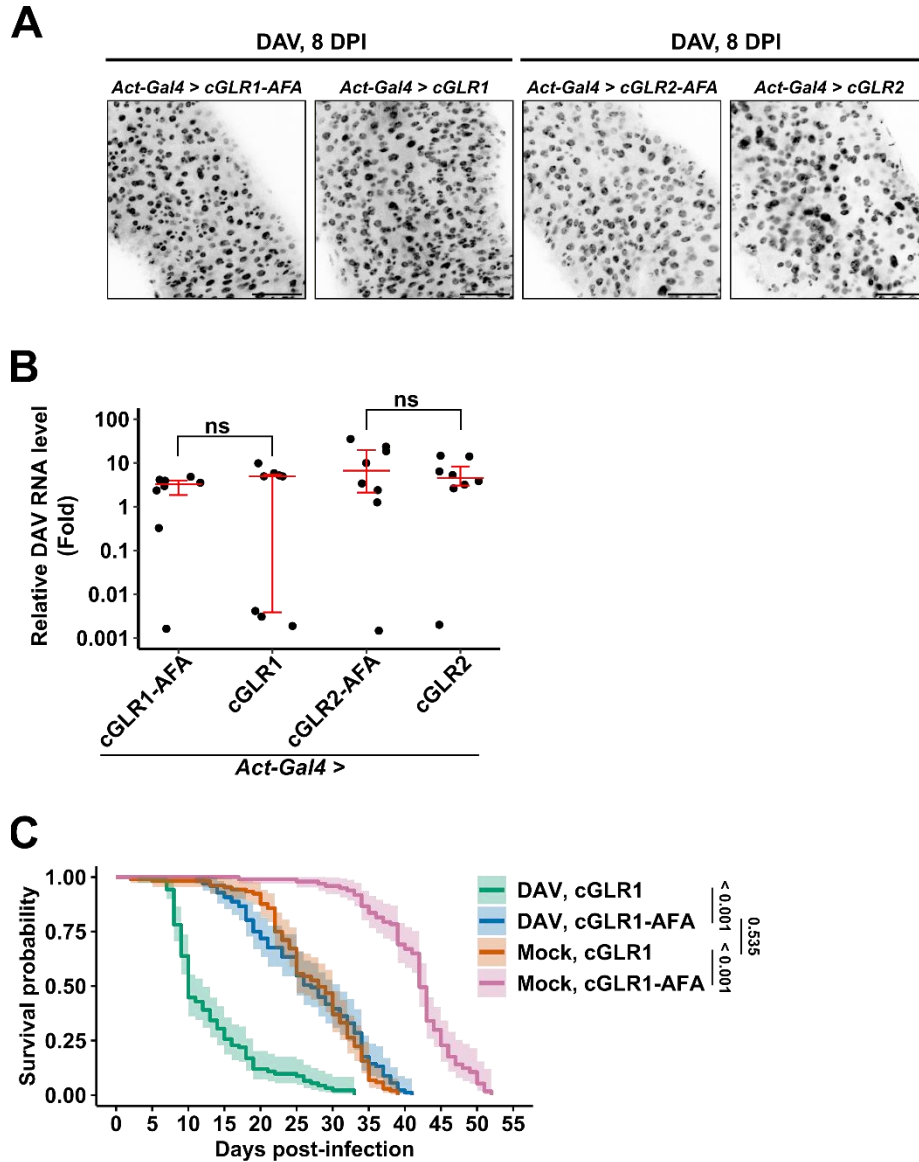 A
DAV, 8 DPI
DAV, 8 DPI
Act-Gal4 > cGLR1-AFA
Act-Gal4 > cGLR1
Act-Gal4 > cGLR2-AFA
Act-Gal4 > cGLR2
B
Relative DAV RNA level
(Fold)
100
10
1
0.1
0.01
0.001
ns
ns
cGLR1-AFA
cGLR1
cGLR2-AFA
cGLR2
Act-Gal4 >
C
Survival probability
1.00
0.75
0.50
0.25
0.00
0 5 10 15 20 25 30 35 40 45 50 55
Days post-infection
DAV, cGLR1
DAV, cGLR1-AFA
Mock, cGLR1
Mock, cGLR1-AFA
< 0.001
< 0.001
0.535